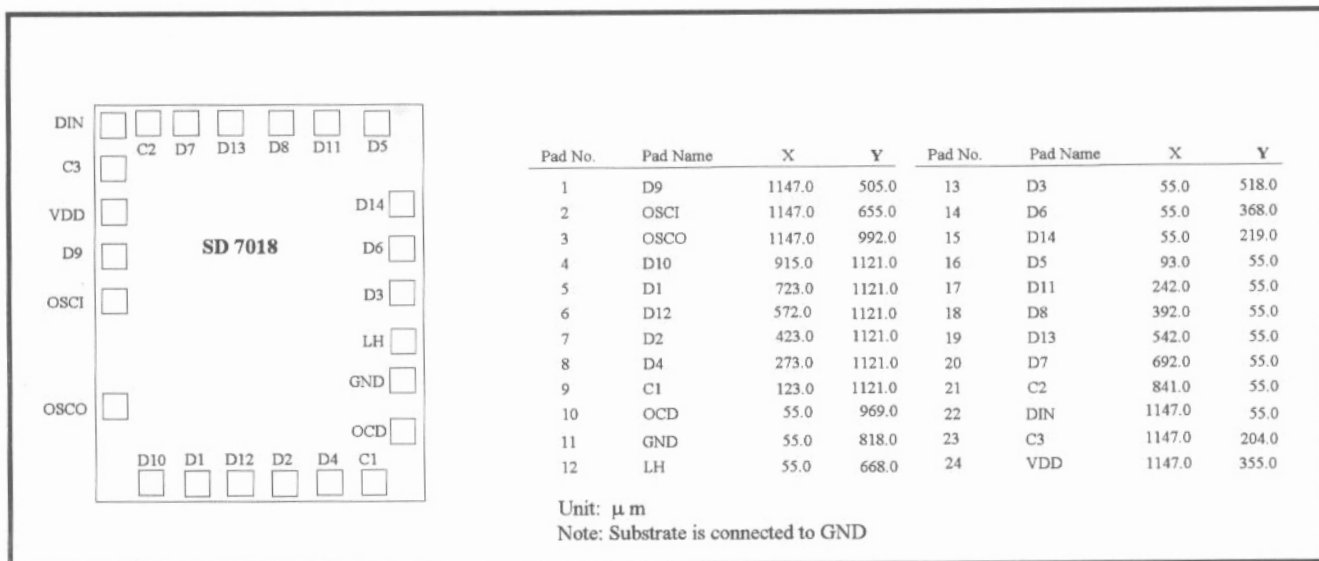 DIN
C2 D7 D13 D8 D11 D5
C3
D14
VDD
SD 7018
D6
D9
D3
OSCI
LH
GND
OSCO
OCD
D10 D1 D12 D2 D4 C1
Pad No. Pad Name X Y Pad No. Pad Name X Y
1 D9 1147.0 505.0 13 D3 55.0 518.0
2 OSCI 1147.0 655.0 14 D6 55.0 368.0
3 OSCO 1147.0 992.0 15 D14 55.0 219.0
4 D10 915.0 1121.0 16 D5 93.0 55.0
5 D1 723.0 1121.0 17 D11 242.0 55.0
6 D12 572.0 1121.0 18 D8 392.0 55.0
7 D2 423.0 1121.0 19 D13 542.0 55.0
8 D4 273.0 1121.0 20 D7 692.0 55.0
9 C1 123.0 1121.0 21 C2 841.0 55.0
10 OCD 55.0 969.0 22 DIN 1147.0 55.0
11 GND 55.0 818.0 23 C3 1147.0 204.0
12 LH 55.0 668.0 24 VDD 1147.0 355.0
Unit: μ m
Note: Substrate is connected to GND